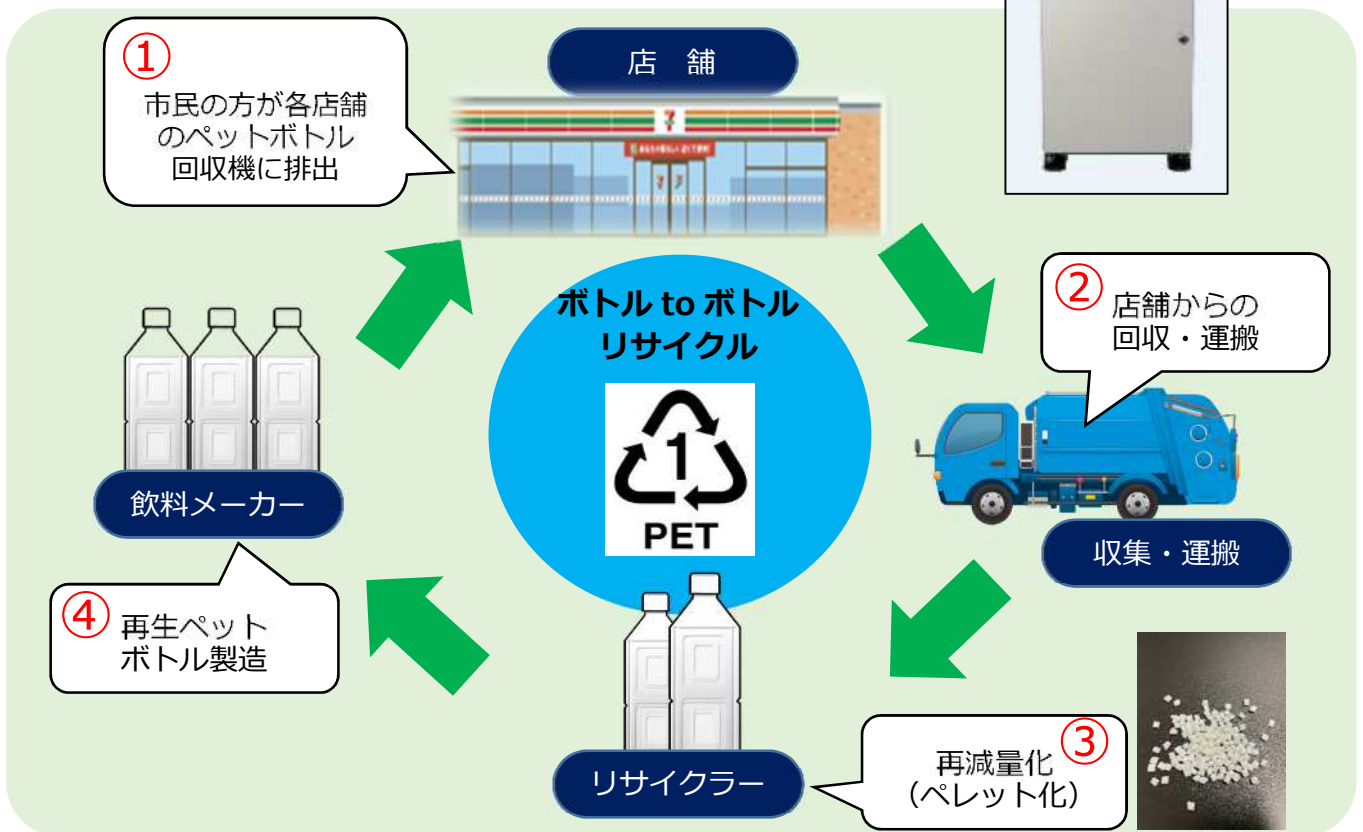 ①
市民の方が各店舗
のペットボトル
回収機に排出
店 舗
7
7 7
ボトル to ボトル
リサイクル
1
PET
②
店舗からの
回収・運搬
収集・運搬
③
再減量化
(ペレット化)
リサイクラー
④
再生ペット
ボトル製造
飲料メーカー